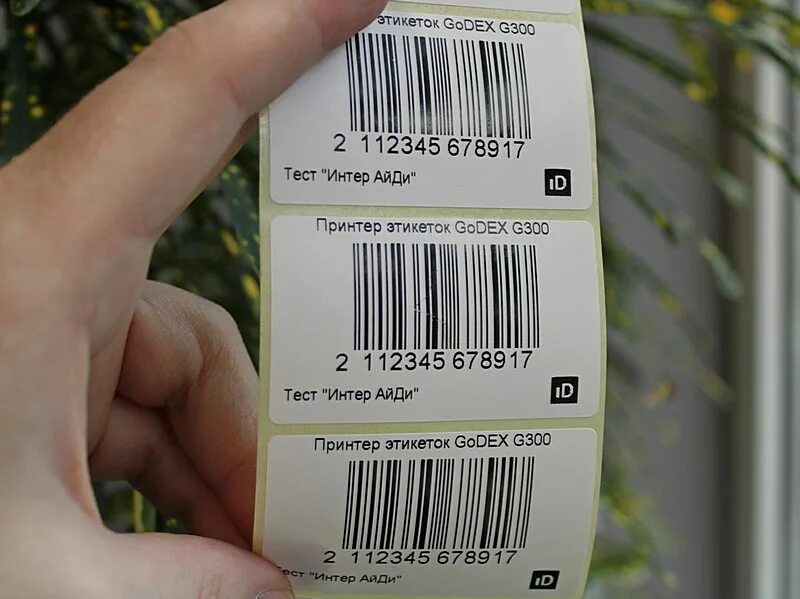 этикеток GoDEX G300
2 112345 678917
Тест "Интер АйДи"
iD
Принтер этикеток GoDEX G300
2 112345 678917
Тест "Интер АйДи"
iD
Принтер этикеток GoDEX G300
2 112345 678917
Тест "Интер АйДи"
iD